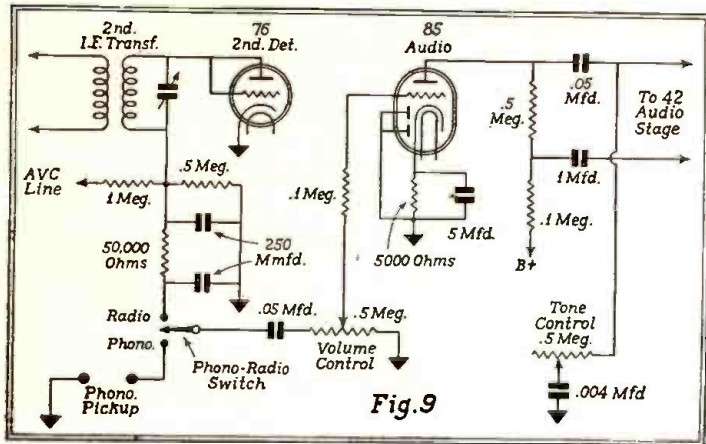 2nd.
I.F. Transf.
76
2nd. Det.
85
Audio
.05
Mfd.
.5
Meg.
To 42
Audio
Stage
AVC
Line
1 Meg.
.5 Meg.
.1 Meg.
1 Mfd.
.1 Meg.
B+
50,000
Ohms
250
Mmfd.
5000 Ohms
5 Mfd.
Radio
Phono.
.05 Mfd.
.5 Meg.
Volume
Control
Phono-Radio
Switch
Tone
Control
.5 Meg.
.004 Mfd
Phono.
Pickup
Fig.9